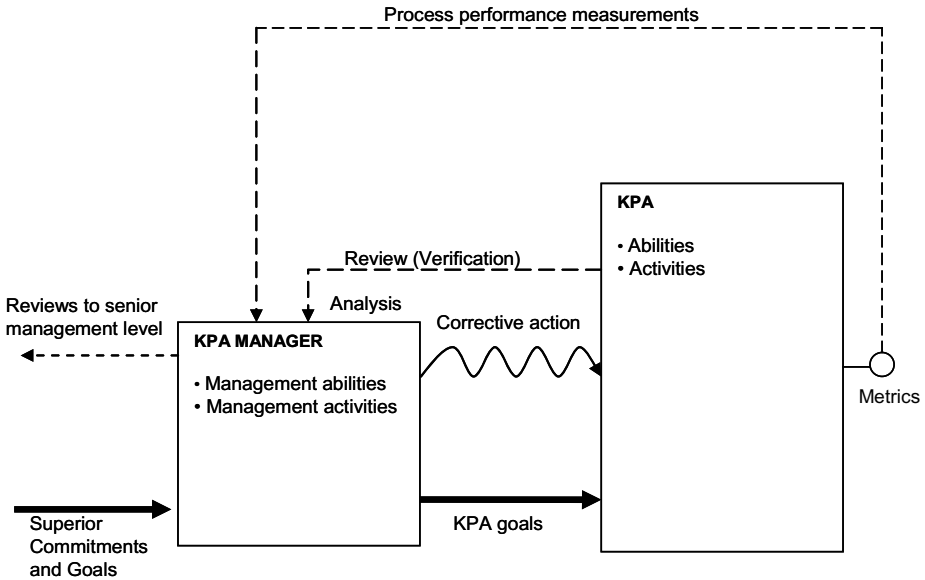 Process performance measurements
KPA
• Abilities
• Activities
Review (Verification)
Analysis
Reviews to senior
management level
Corrective action
KPA MANAGER
• Management abilities
• Management activities
Metrics
KPA goals
Superior
Commitments
and Goals